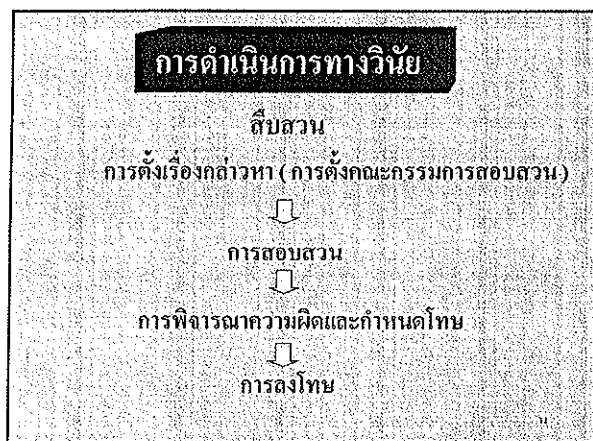 การดำเนินการทางวินัย
สืบสวน
การตั้งเรื่องกล่าวหา ( การตั้งคณะกรรมการสอบสวน )
การสอบสวน
การพิจารณาความผิดและกำหนดโทษ
การลงโทษ